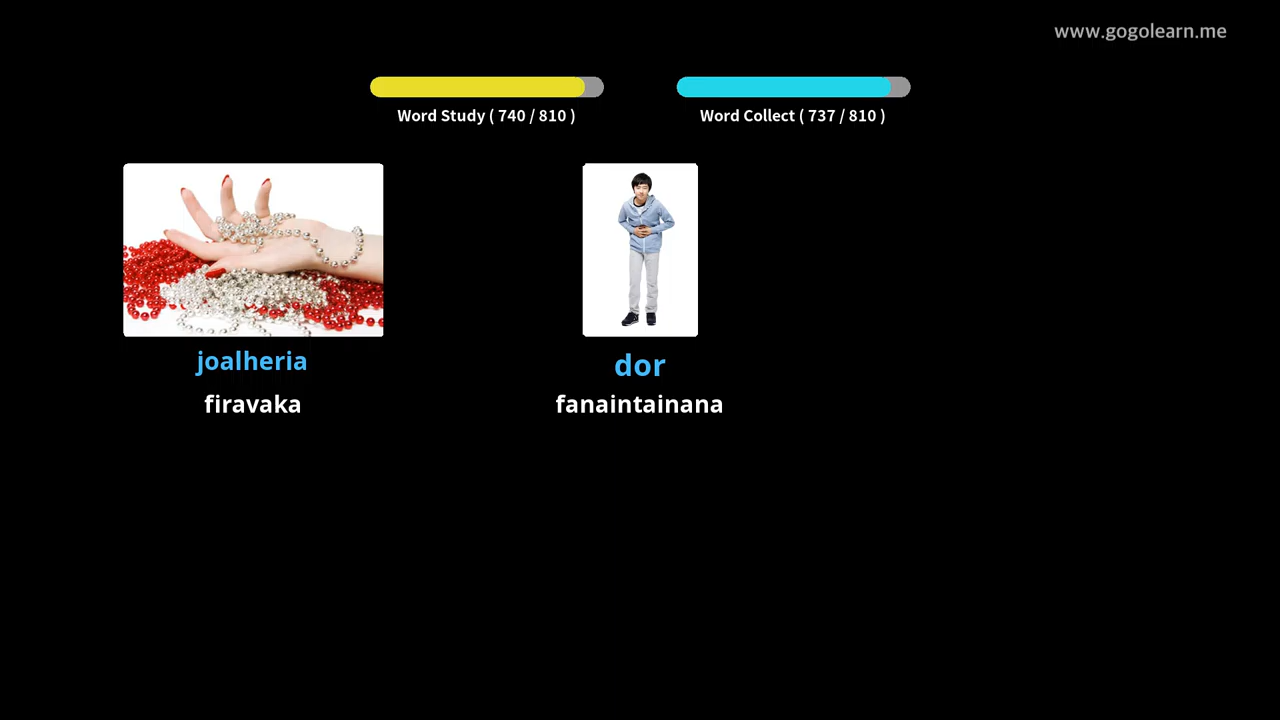 www.gogolearn.me
Word Study ( 740 / 810 )
Word Collect ( 737 / 810 )
joalheria
dor
firavaka
fanaintainana